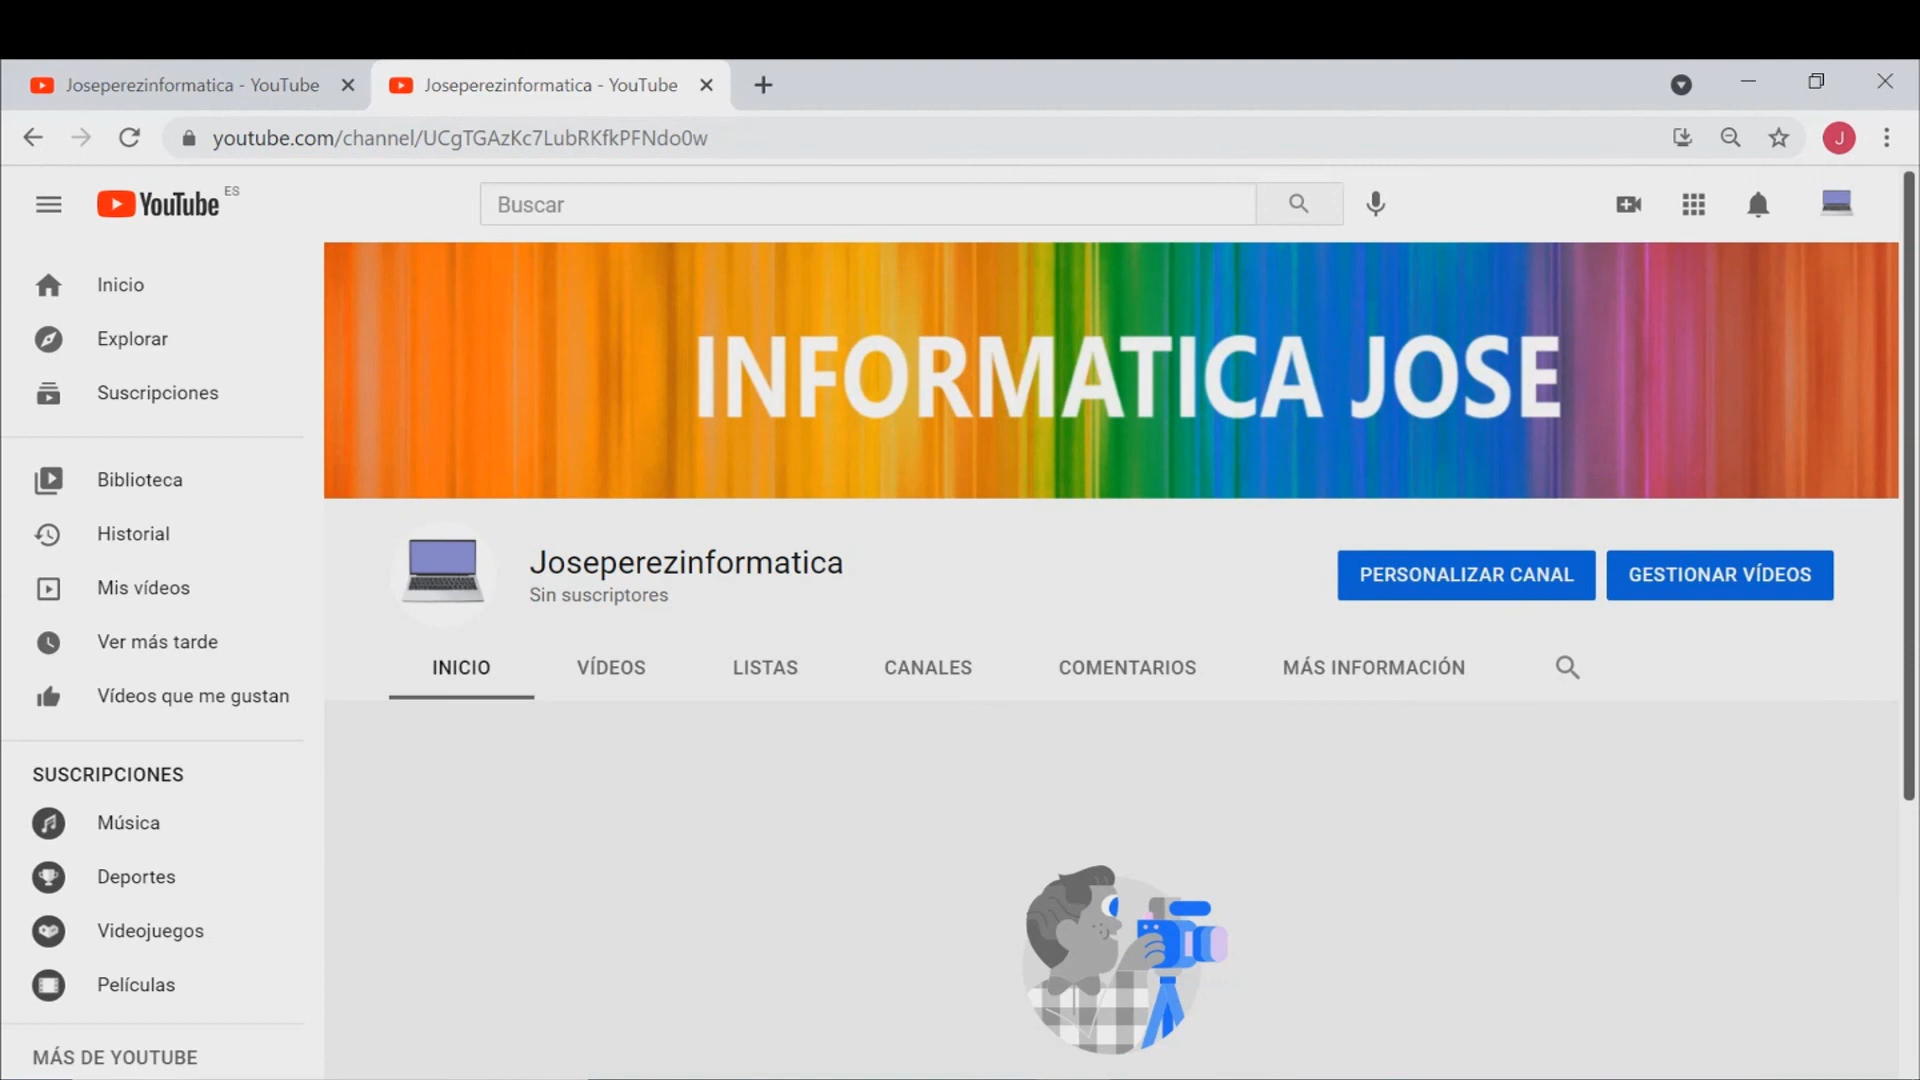 Joseperezinformatica - YouTube
Joseperezinformatica - YouTube
youtube.com/channel/UCgTGAzKc7LubRKfkPFNdo0w
J
YouTube ES
Buscar
Inicio
Explorar
Suscripciones
Biblioteca
Historial
Mis vídeos
Ver más tarde
Vídeos que me gustan
SUSCRIPCIONES
Música
Deportes
Videojuegos
Películas
MÁS DE YOUTUBE
INFORMATICA JOSE
Joseperezinformatica
Sin suscriptores
PERSONALIZAR CANAL
GESTIONAR VÍDEOS
INICIO
VÍDEOS
LISTAS
CANALES
COMENTARIOS
MÁS INFORMACIÓN